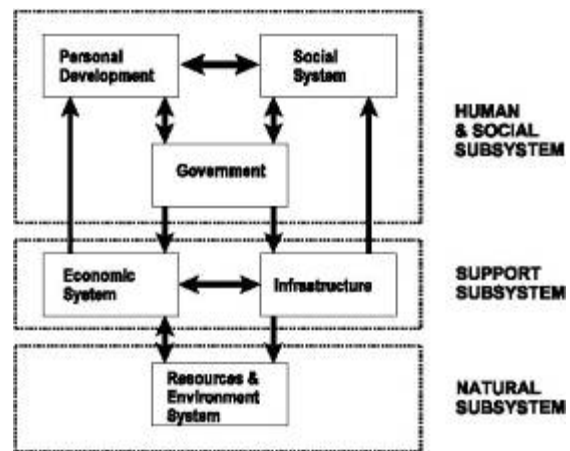 Personal
Development
Social
System
HUMAN
& SOCIAL
SUBSYSTEM
Government
Economic
System
Infrastructure
SUPPORT
SUBSYSTEM
Resources &
Environment
System
NATURAL
SUBSYSTEM